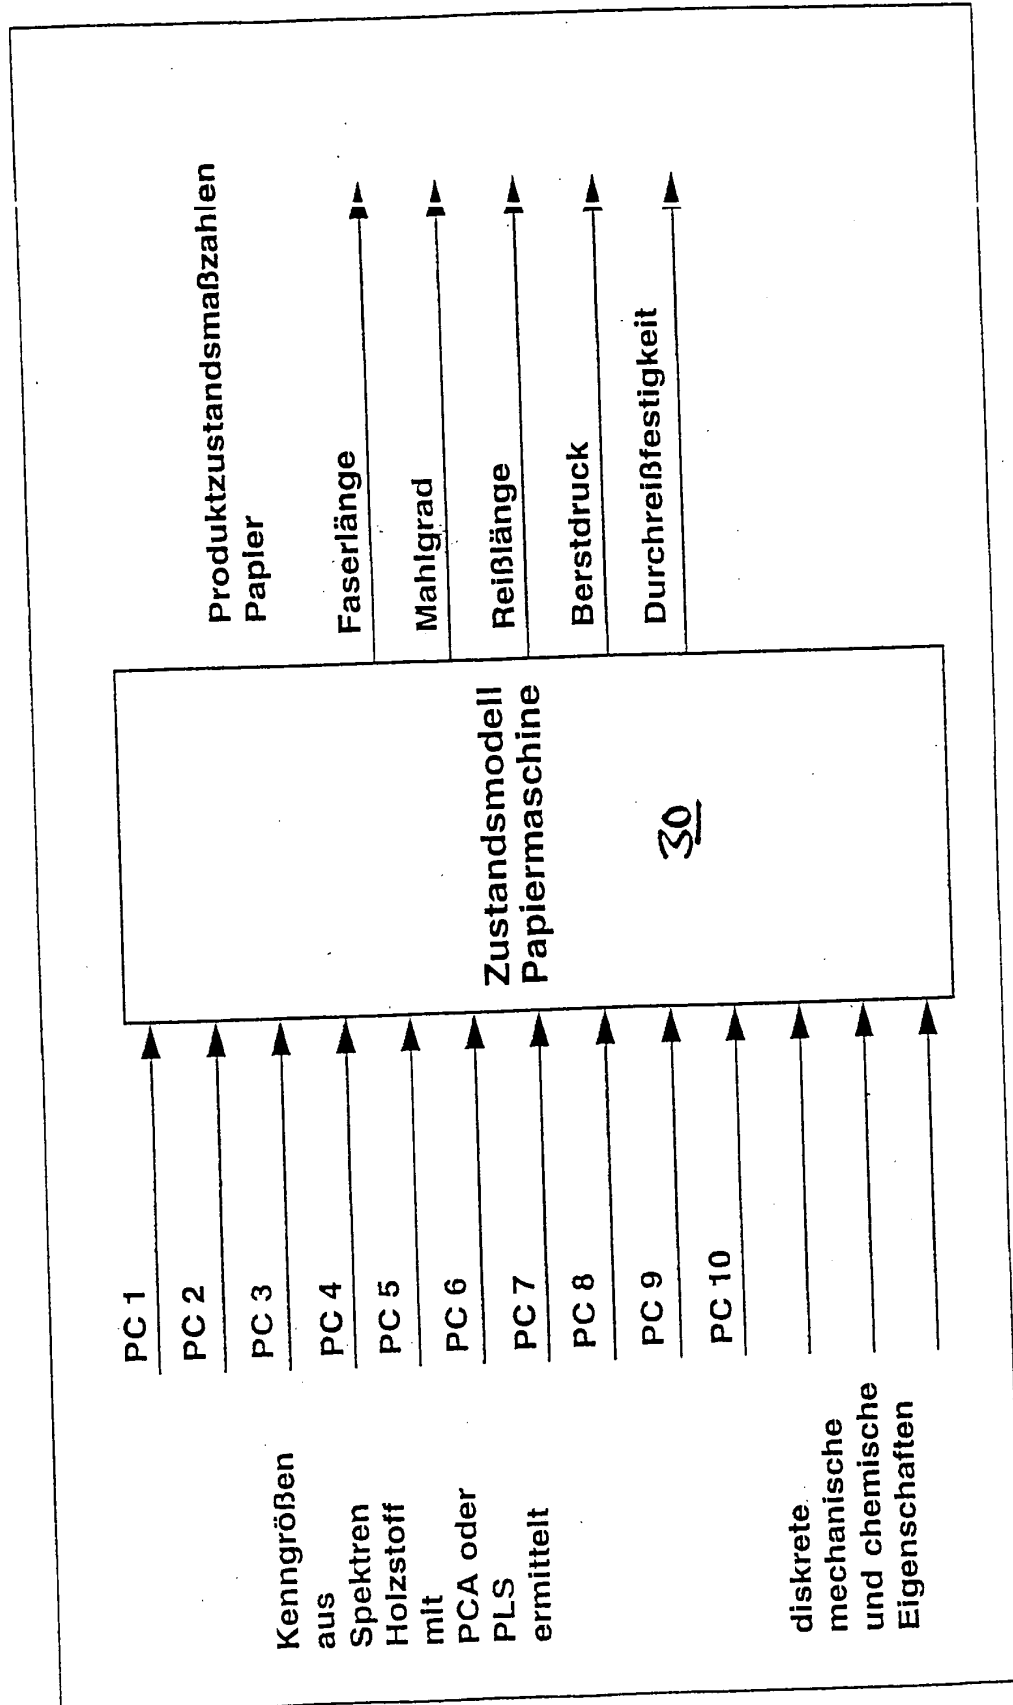 Kenngrößen
aus
Spektren
Holzstoff
mit
PCA oder
PLS
ermittelt
diskrete
mechanische
und chemische
Eigenschaften
PC 1
PC 2
PC 3
PC 4
PC 5
PC 6
PC 7
PC 8
PC 9
PC 10
Zustandsmodell
Papiermaschine
30
Produktzustandsmaßzahlen
Papier
Faserlänge
Mahlgrad
Reißlänge
Berstdruck
Durchreißfestigkeit